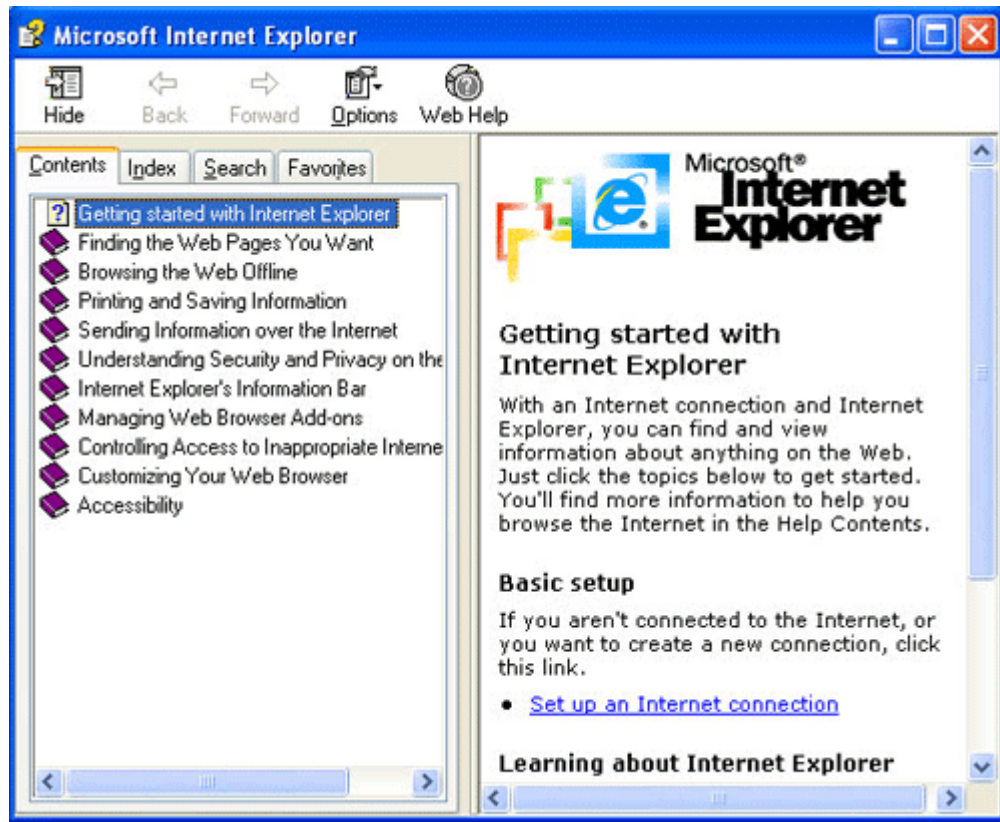 Microsoft Internet Explorer
Hide Back Forward Options Web Help
Contents Index Search Favorites
Getting started with Internet Explorer
Finding the Web Pages You Want
Browsing the Web Offline
Printing and Saving Information
Sending Information over the Internet
Understanding Security and Privacy on the
Internet Explorer's Information Bar
Managing Web Browser Add-ons
Controlling Access to Inappropriate Interne
Customizing Your Web Browser
Accessibility
Microsoft®
Internet
Explorer
Getting started with
Internet Explorer
With an Internet connection and Internet
Explorer, you can find and view
information about anything on the Web.
Just click the topics below to get started.
You'll find more information to help you
browse the Internet in the Help Contents.
Basic setup
If you aren't connected to the Internet, or
you want to create a new connection, click
this link.
• Set up an Internet connection
Learning about Internet Explorer